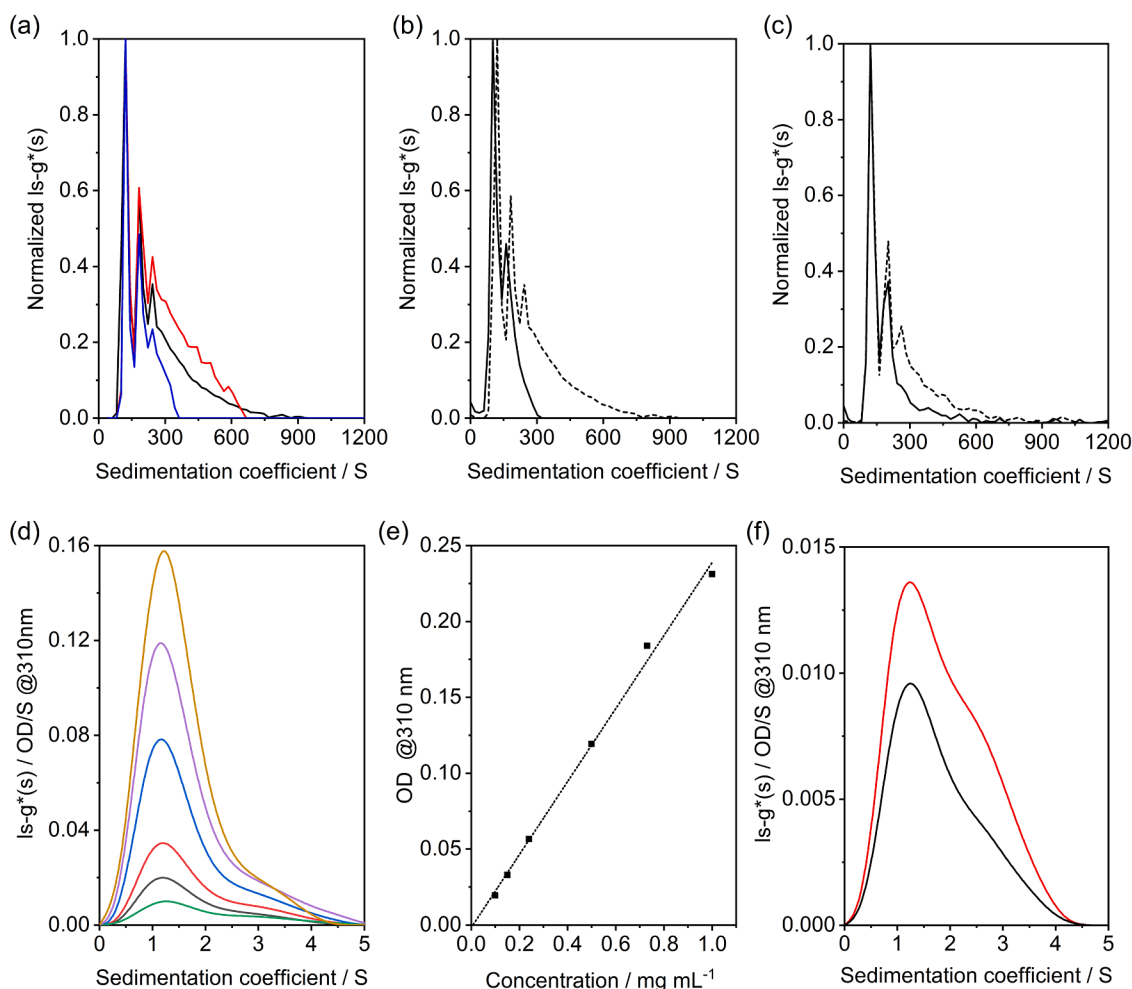 (a)
1.0
0.8
0.6
0.4
0.2
0.0
Normalized ls-g*(s)
0 300 600 900 1200
Sedimentation coefficient / S
(b)
1.0
0.8
0.6
0.4
0.2
0.0
Normalized ls-g*(s)
0 300 600 900 1200
Sedimentation coefficient / S
(c)
1.0
0.8
0.6
0.4
0.2
0.0
Normalized ls-g*(s)
0 300 600 900 1200
Sedimentation coefficient / S
(d)
0.16
0.12
0.08
0.04
0.00
ls-g*(s) / OD/S @310nm
0 1 2 3 4 5
Sedimentation coefficient / S
(e)
0.25
0.20
0.15
0.10
0.05
0.00
OD @310 nm
0.0 0.2 0.4 0.6 0.8 1.0
Concentration / mg mL⁻¹
(f)
0.015
0.010
0.005
0.000
ls-g*(s) / OD/S @310 nm
0 1 2 3 4 5
Sedimentation coefficient / S